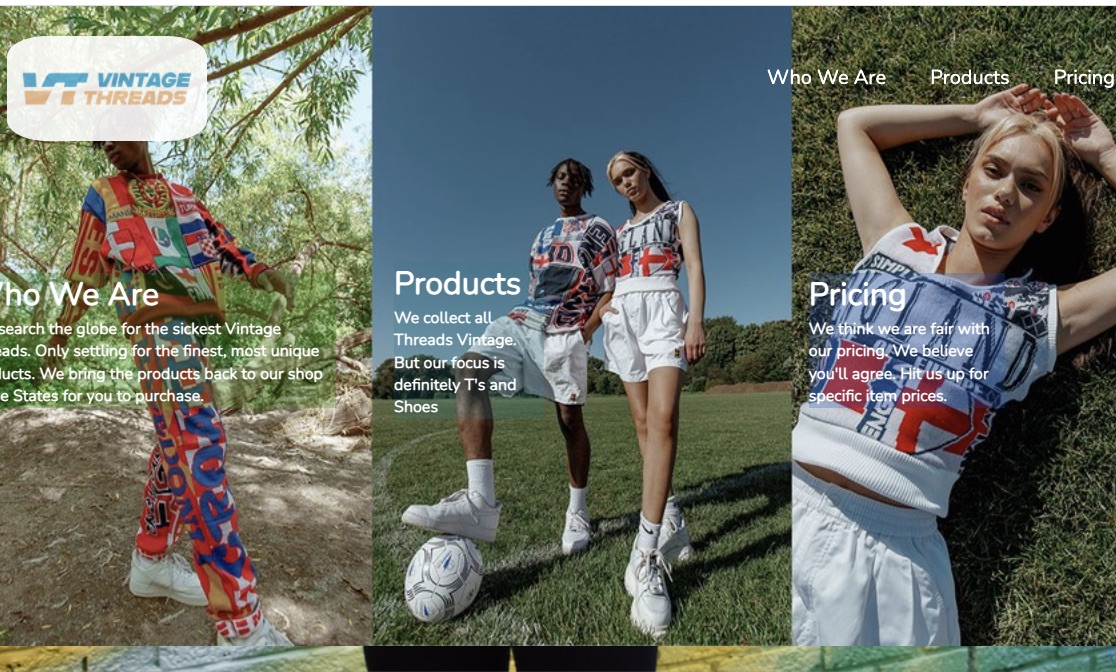 VT VINTAGE
THREADS
Who We Are Products Pricing
ho We Are
search the globe for the sickest Vintage
eads. Only settling for the finest, most unique
ducts. We bring the products back to our shop
e States for you to purchase.
Products
We collect all
Threads Vintage.
But our focus is
definitely T's and
Shoes
Pricing
We think we are fair with
our pricing. We believe
you'll agree. Hit us up for
specific item prices.
SIMPLY
ENG